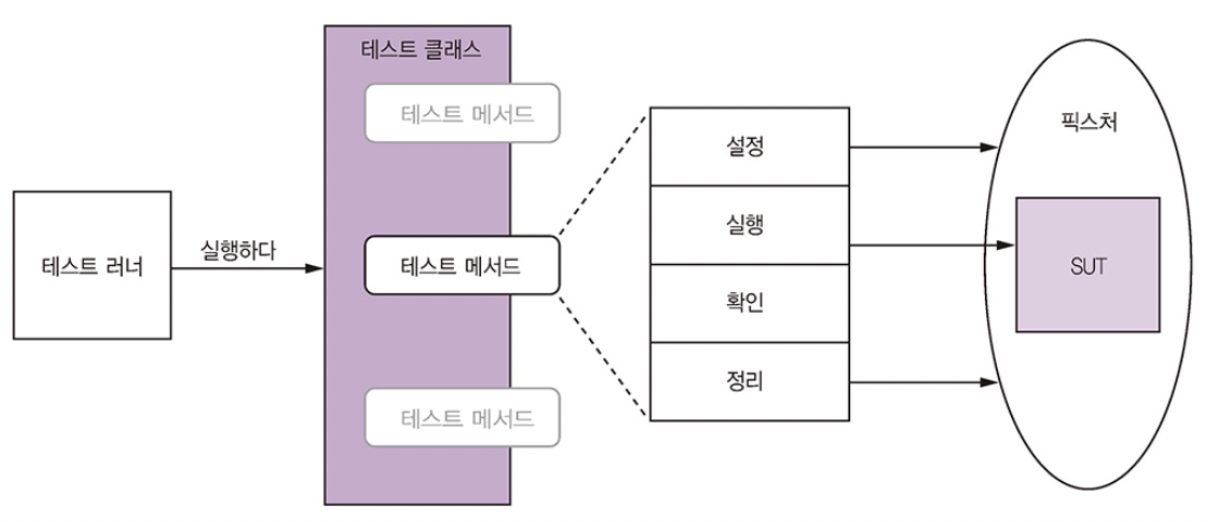 테스트 클래스
테스트 메서드
테스트 러너
실행하다
테스트 메서드
테스트 메서드
설정
실행
확인
정리
픽스처
SUT